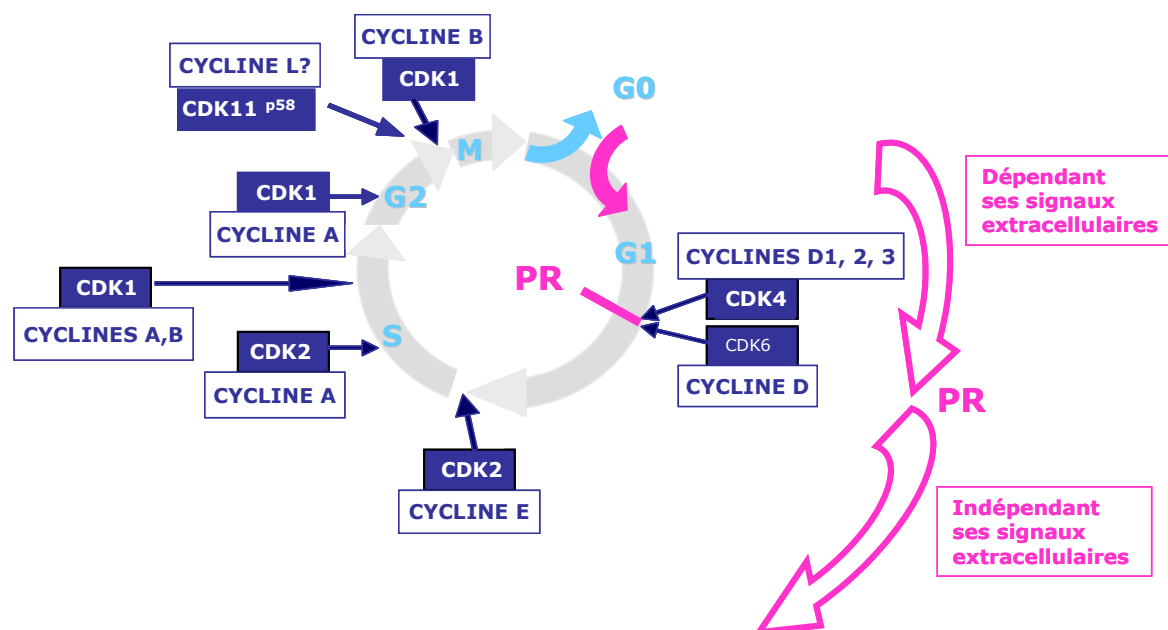 CYCLINE B
CDK1
CYCLINE L?
CDK11 p58
G0
M
CDK1
CYCLINE A
G2
Dépendant
ses signaux
extracellulaires
G1
CYCLINES D1, 2, 3
CDK4
PR
CDK1
CYCLINES A,B
CDK6
CYCLINE D
S
CDK2
CYCLINE A
PR
CDK2
CYCLINE E
Indépendant
ses signaux
extracellulaires